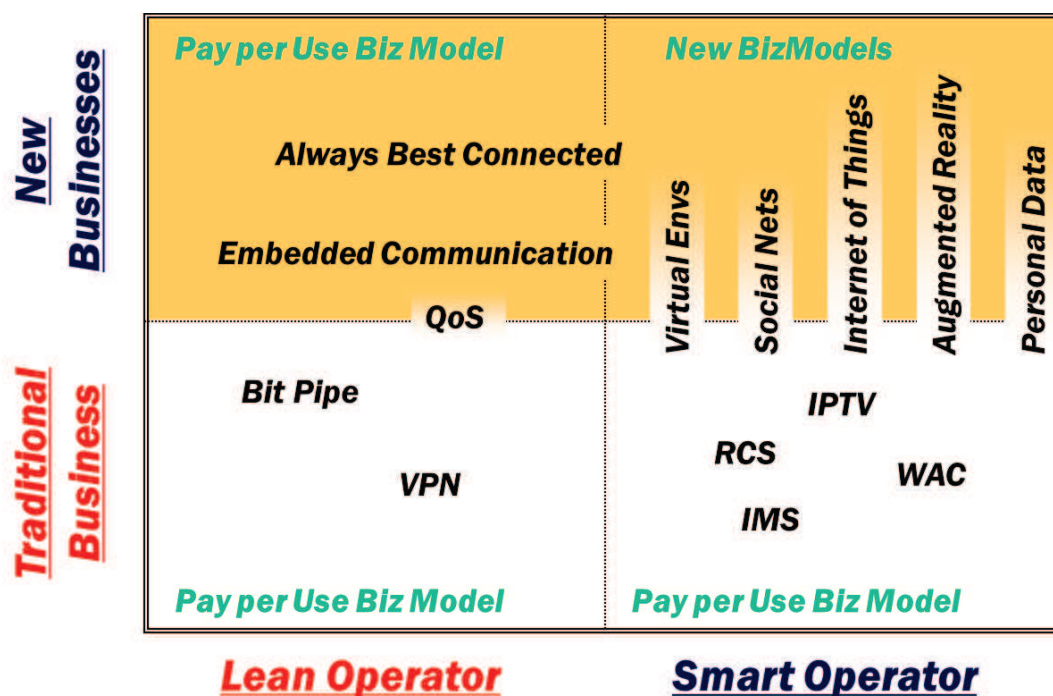 New
Businesses
Pay per Use Biz Model
New BizModels
Always Best Connected
Embedded Communication
QoS
Virtual Envs
Social Nets
Internet of Things
Augmented Reality
Personal Data
Traditional
Business
Bit Pipe
VPN
IPTV
RCS
WAC
IMS
Pay per Use Biz Model
Pay per Use Biz Model
Lean Operator
Smart Operator